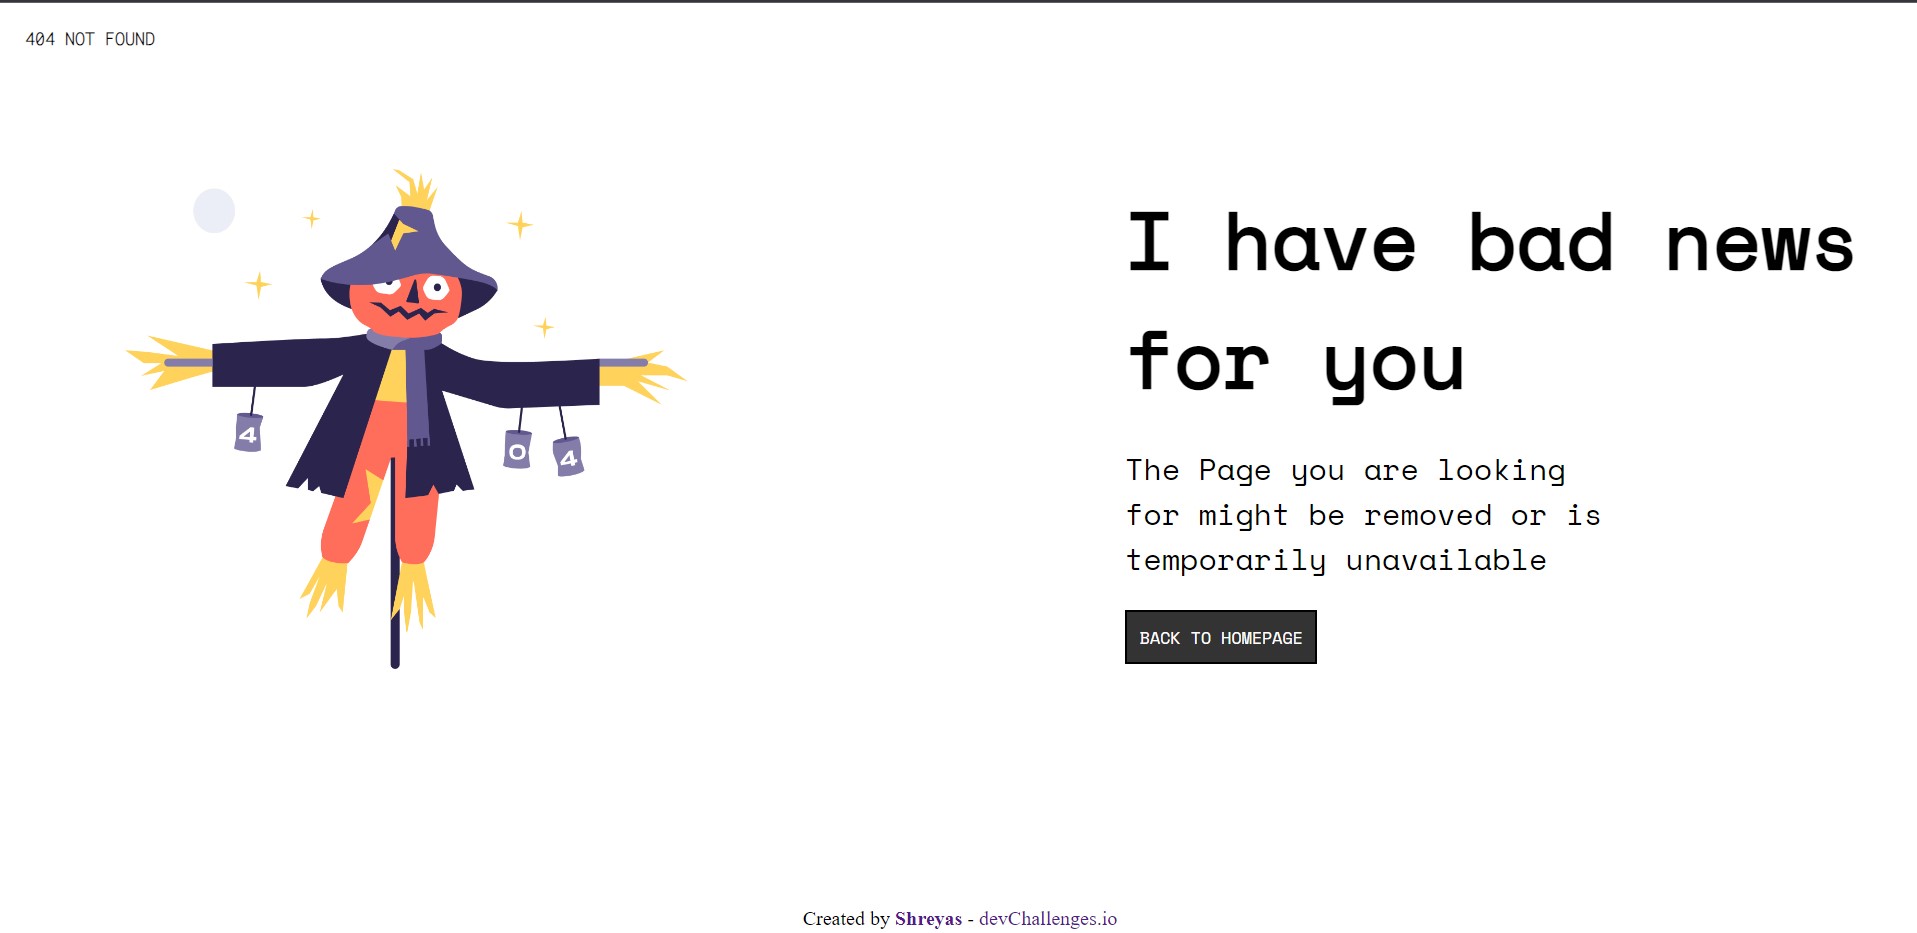 404 NOT FOUND
4
0
4
I have bad news
for you
The Page you are looking
for might be removed or is
temporarily unavailable
BACK TO HOMEPAGE
Created by Shreyas - devChallenges.io